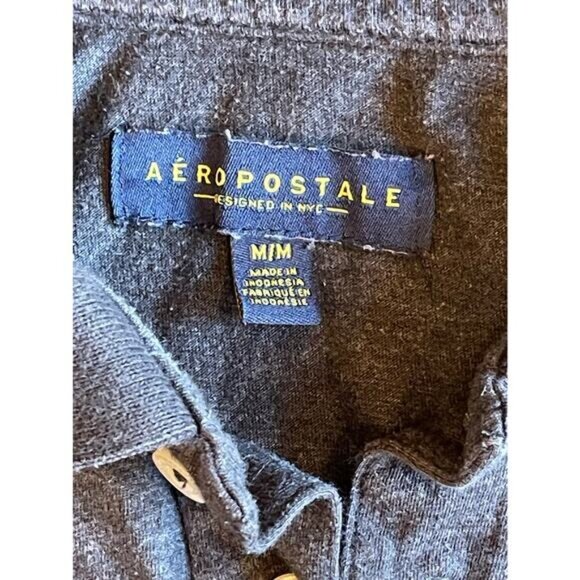 AÉROPOSTALE
DESIGNED IN NYC
M/M
MADE IN
INDONESIA
FABRIQUÉ EN
INDONÉSIE